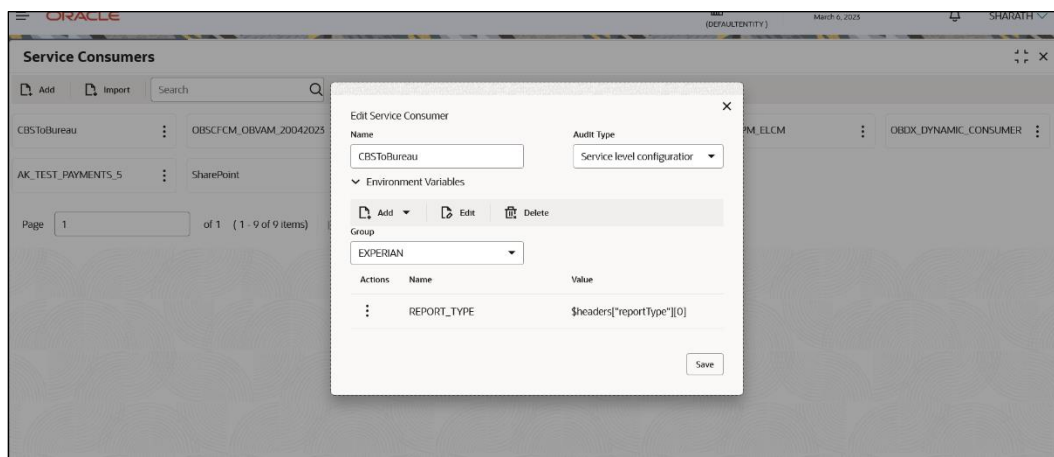 ORACLE
(DEFAULTENTITY)
March 6, 2023
SHARATH
Service Consumers
Add
Import
Search
CBSToBureau
OBSCFCM_OBVAM_20042023
PM_ELCM
OBDX_DYNAMIC_CONSUMER
AK_TEST_PAYMENTS_5
SharePoint
Page 1 of 1 (1 - 9 of 9 items)
Edit Service Consumer
Name
Audit Type
CBSToBureau
Service level configuration
Environment Variables
Add
Edit
Delete
Group
EXPERIAN
Actions Name Value
REPORT_TYPE $headers["reportType"][0]
Save